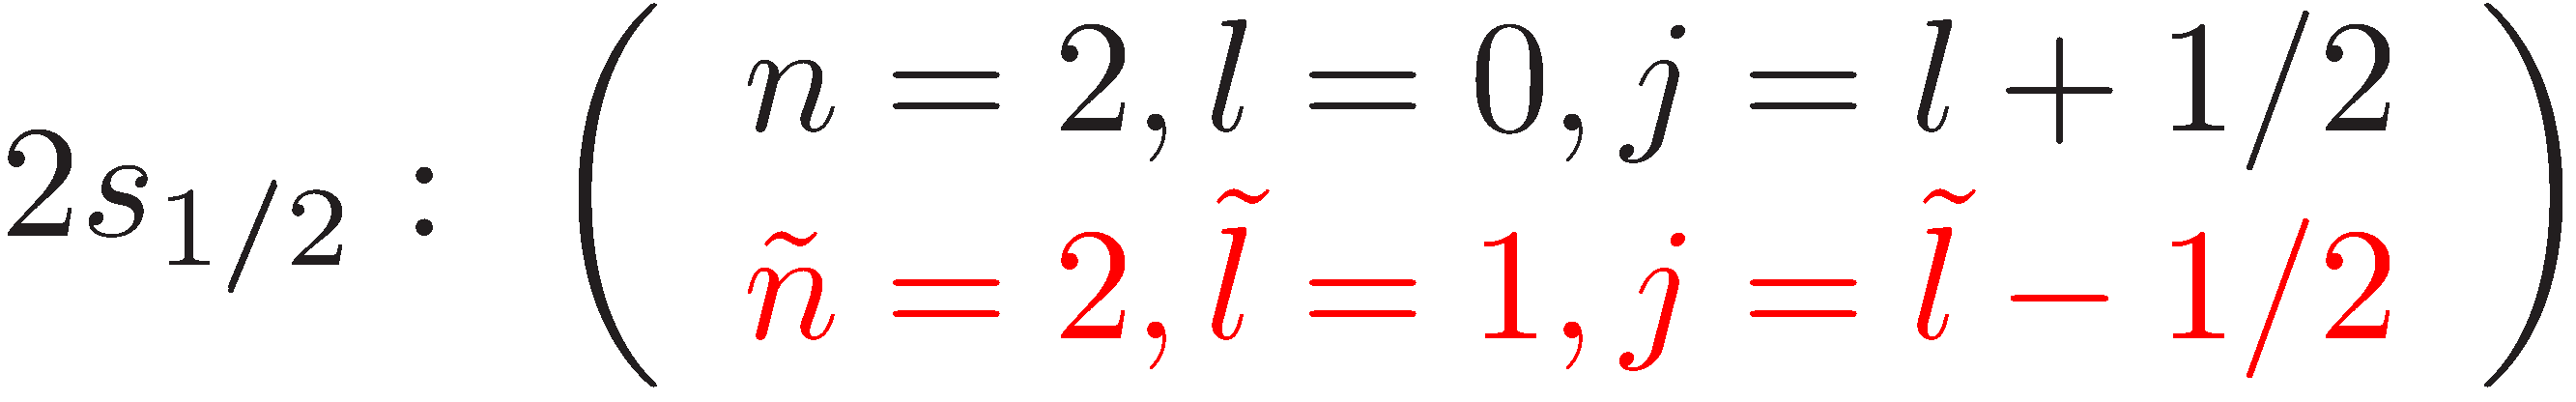 2s_{1/2} : ( n = 2, l = 0, j = l + 1/2
ñ = 2, l̃ = 1, j = l̃ − 1/2 )